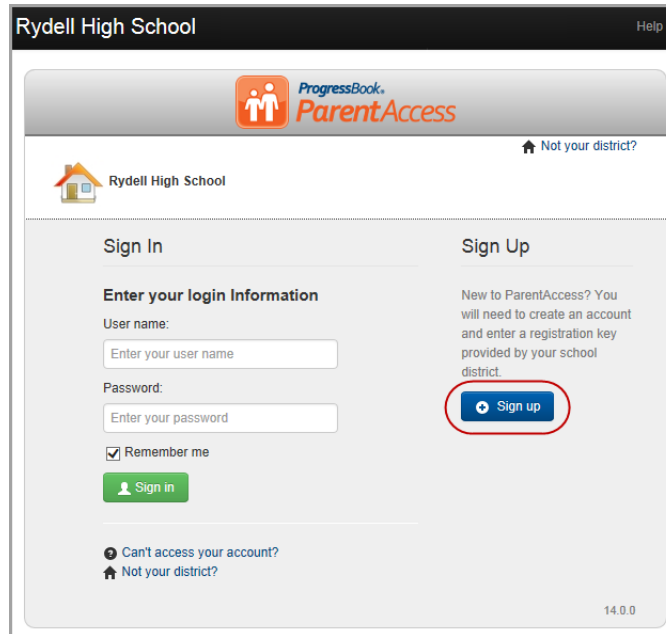 Rydell High School
Help
ProgressBook®
ParentAccess
Not your district?
Rydell High School
Sign In
Enter your login Information
User name:
Enter your user name
Password:
Enter your password
Remember me
Sign in
Can't access your account?
Not your district?
Sign Up
New to ParentAccess? You
will need to create an account
and enter a registration key
provided by your school
district.
Sign up
14.0.0